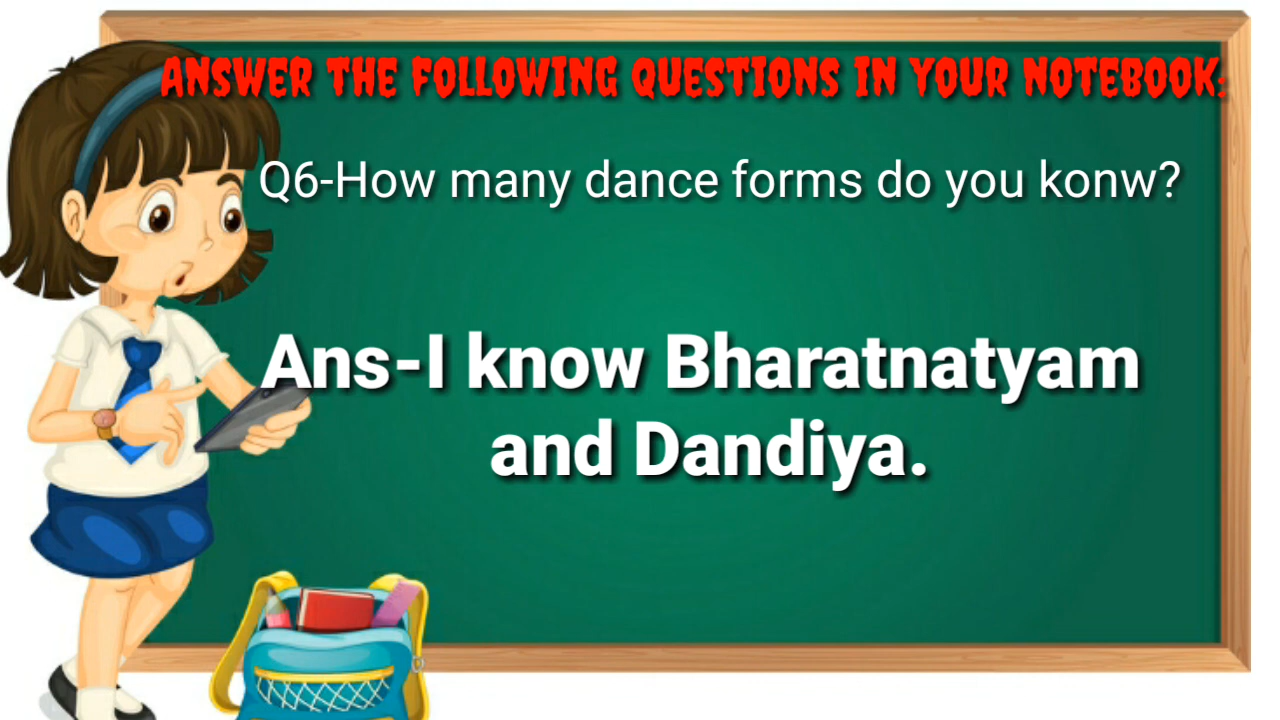 ANSWER THE FOLLOWING QUESTIONS IN YOUR NOTEBOOK:
Q6-How many dance forms do you konw?
Ans-I know Bharatnatyam
and Dandiya.